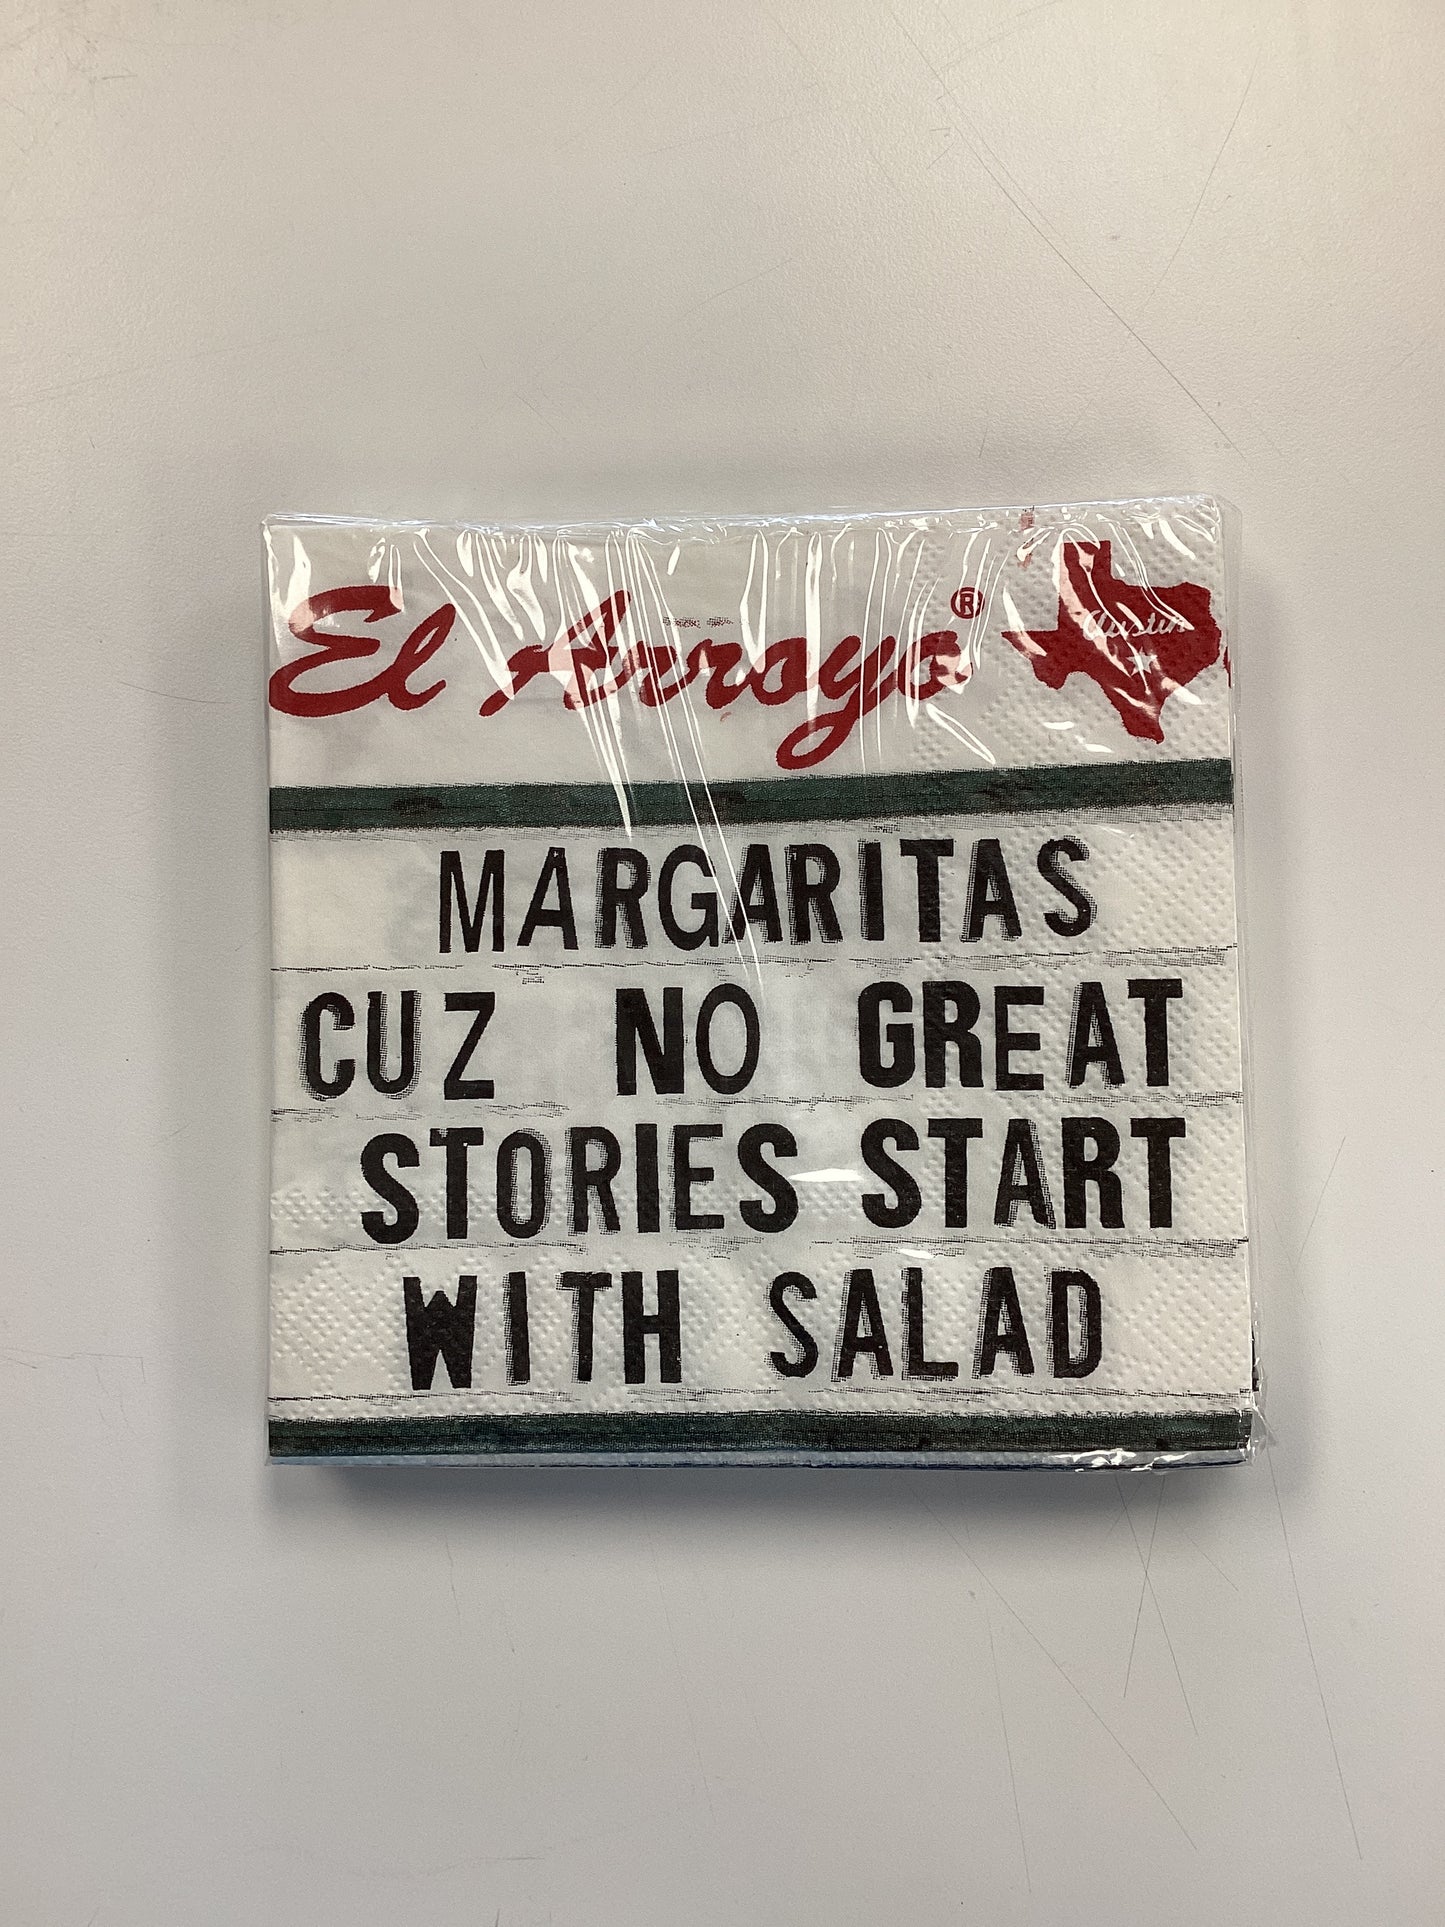 El Arroyo®
Austin
MARGARITAS
CUZ NO GREAT
STORIES START
WITH SALAD